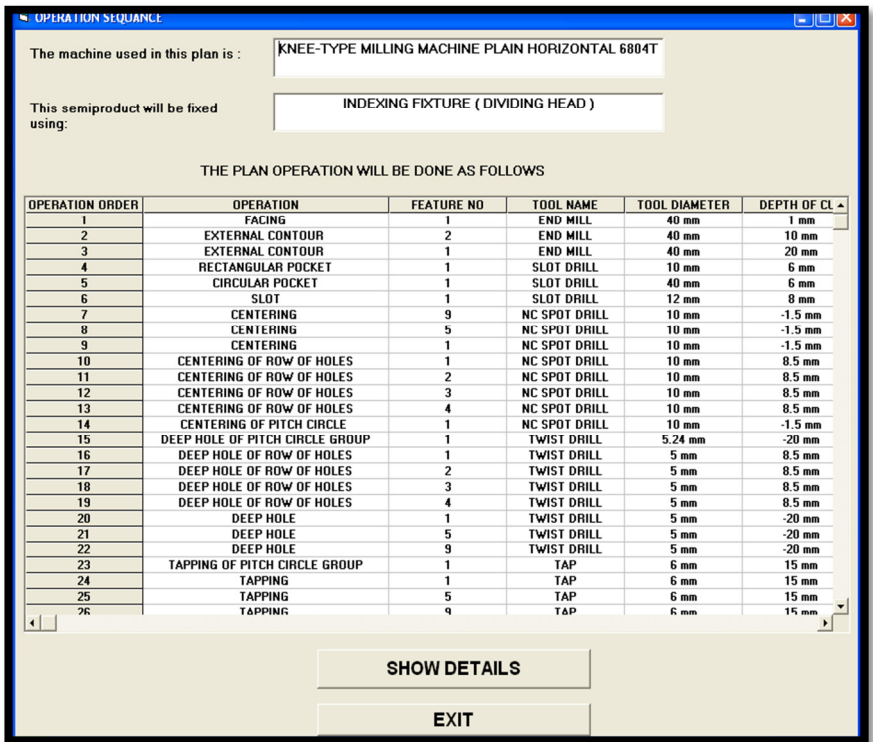 OPERATION SEQUANCE
The machine used in this plan is :
KNEE-TYPE MILLING MACHINE PLAIN HORIZONTAL 6804T
This semiproduct will be fixed
using:
INDEXING FIXTURE ( DIVIDING HEAD )
THE PLAN OPERATION WILL BE DONE AS FOLLOWS
OPERATION ORDER OPERATION FEATURE NO TOOL NAME TOOL DIAMETER DEPTH OF CL
1 FACING 1 END MILL 40 mm 1 mm
2 EXTERNAL CONTOUR 2 END MILL 40 mm 10 mm
3 EXTERNAL CONTOUR 1 END MILL 40 mm 20 mm
4 RECTANGULAR POCKET 1 SLOT DRILL 10 mm 6 mm
5 CIRCULAR POCKET 1 SLOT DRILL 40 mm 6 mm
6 SLOT 1 SLOT DRILL 12 mm 8 mm
7 CENTERING 9 NC SPOT DRILL 10 mm -1.5 mm
8 CENTERING 5 NC SPOT DRILL 10 mm -1.5 mm
9 CENTERING 1 NC SPOT DRILL 10 mm -1.5 mm
10 CENTERING OF ROW OF HOLES 1 NC SPOT DRILL 10 mm 8.5 mm
11 CENTERING OF ROW OF HOLES 2 NC SPOT DRILL 10 mm 8.5 mm
12 CENTERING OF ROW OF HOLES 3 NC SPOT DRILL 10 mm 8.5 mm
13 CENTERING OF ROW OF HOLES 4 NC SPOT DRILL 10 mm 8.5 mm
14 CENTERING OF PITCH CIRCLE 1 NC SPOT DRILL 10 mm -1.5 mm
15 DEEP HOLE OF PITCH CIRCLE GROUP 1 TWIST DRILL 5.24 mm -20 mm
16 DEEP HOLE OF ROW OF HOLES 1 TWIST DRILL 5 mm 8.5 mm
17 DEEP HOLE OF ROW OF HOLES 2 TWIST DRILL 5 mm 8.5 mm
18 DEEP HOLE OF ROW OF HOLES 3 TWIST DRILL 5 mm 8.5 mm
19 DEEP HOLE OF ROW OF HOLES 4 TWIST DRILL 5 mm 8.5 mm
20 DEEP HOLE 1 TWIST DRILL 5 mm -20 mm
21 DEEP HOLE 5 TWIST DRILL 5 mm -20 mm
22 DEEP HOLE 9 TWIST DRILL 5 mm -20 mm
23 TAPPING OF PITCH CIRCLE GROUP 1 TAP 6 mm 15 mm
24 TAPPING 1 TAP 6 mm 15 mm
25 TAPPING 5 TAP 6 mm 15 mm
26 TAPPING 9 TAP 6 mm 15 mm
SHOW DETAILS
EXIT